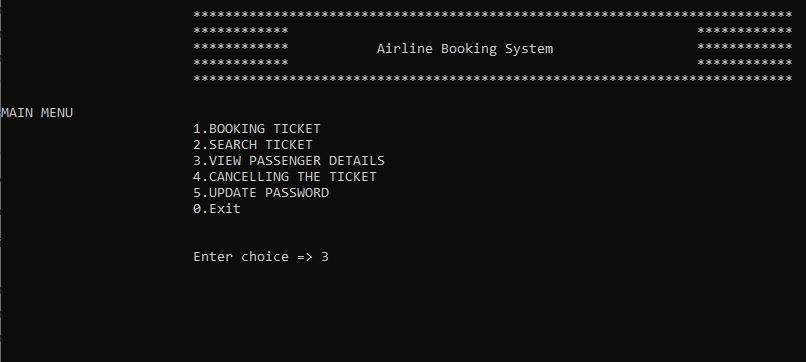 ***************************************************************************
************ ************
************ Airline Booking System ************
************ ************
***************************************************************************
MAIN MENU
1.BOOKING TICKET
2.SEARCH TICKET
3.VIEW PASSENGER DETAILS
4.CANCELLING THE TICKET
5.UPDATE PASSWORD
0.Exit
Enter choice => 3